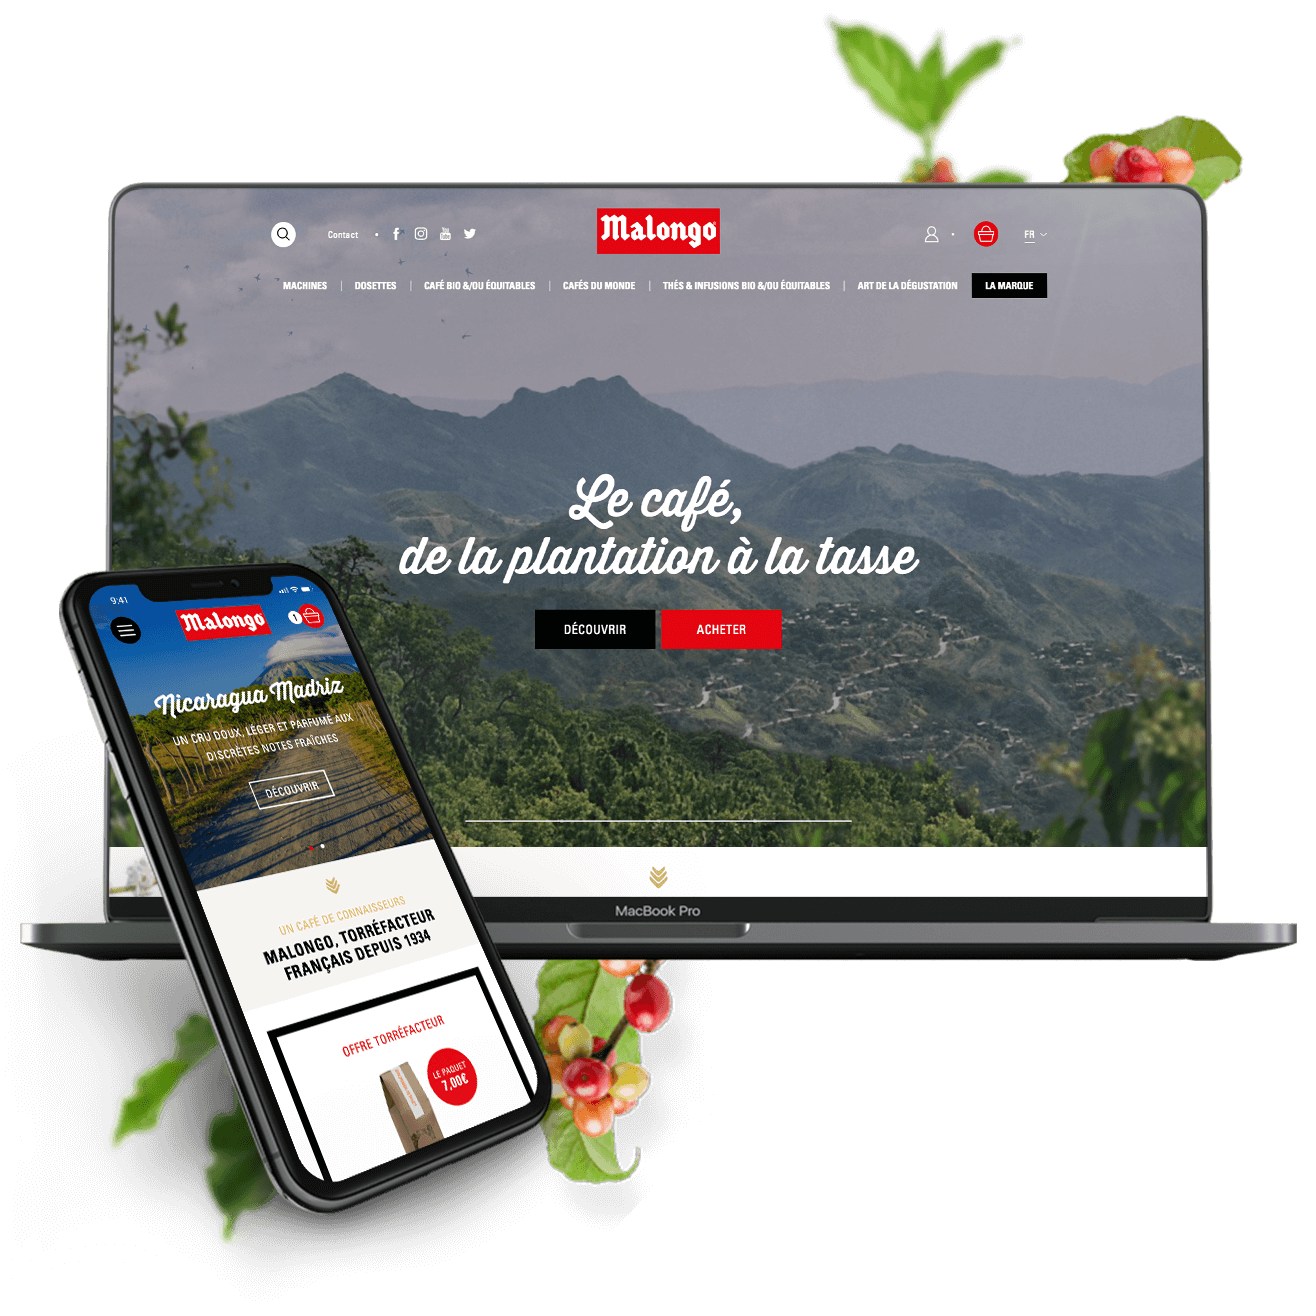 Malongo
Contact
FR
MACHINES | DOSETTES | CAFÉ BIO &/OU ÉQUITABLES | CAFÉS DU MONDE | THÉS & INFUSIONS BIO &/OU ÉQUITABLES | ART DE LA DÉGUSTATION LA MARQUE
Le café,
de la plantation à la tasse
DÉCOUVRIR ACHETER
MacBook Pro
9:41
Malongo
1
Nicaragua Madriz
UN CRU DOUX, LÉGER ET PARFUMÉ AUX
DISCRÈTES NOTES FRAÎCHES
DÉCOUVRIR
UN CAFÉ DE CONNAISSEURS
MALONGO, TORRÉFACTEUR
FRANÇAIS DEPUIS 1934
OFFRE TORRÉFACTEUR
LE PAQUET
7,00€